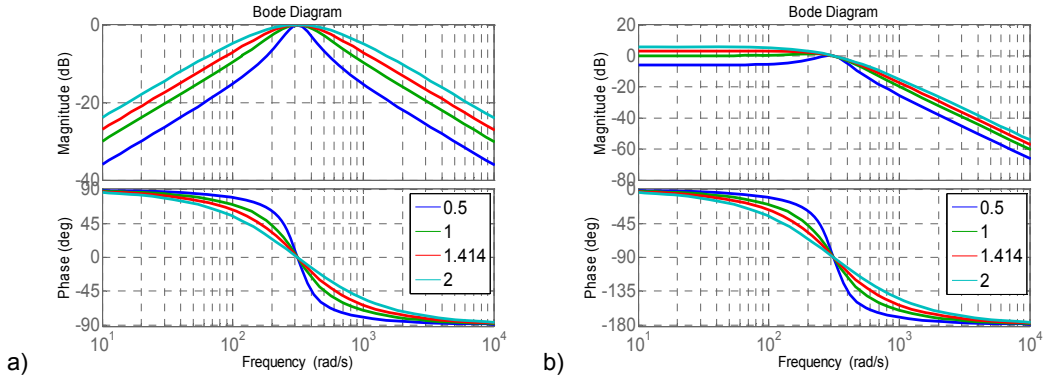 Bode Diagram
Magnitude (dB)
0
-20
-40
Phase (deg)
90
45
0
-45
-90
0.5
1
1.414
2
10^1 10^2 10^3 10^4
Frequency (rad/s)
a)
Bode Diagram
Magnitude (dB)
20
0
-20
-40
-60
-80
Phase (deg)
0
-45
-90
-135
-180
0.5
1
1.414
2
10^1 10^2 10^3 10^4
Frequency (rad/s)
b)